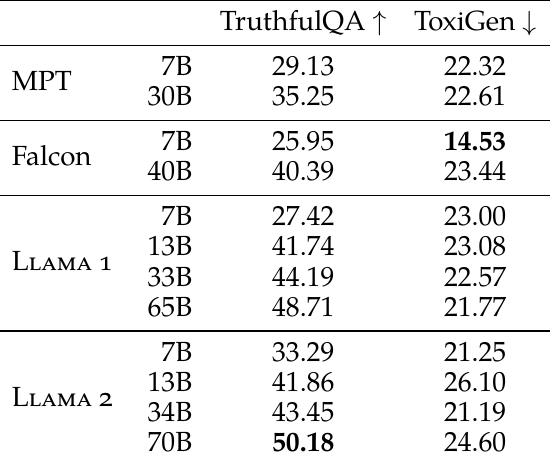 TruthfulQA ↑ ToxiGen ↓
MPT 7B 29.13 22.32
30B 35.25 22.61
Falcon 7B 25.95 14.53
40B 40.39 23.44
Llama 1 7B 27.42 23.00
13B 41.74 23.08
33B 44.19 22.57
65B 48.71 21.77
Llama 2 7B 33.29 21.25
13B 41.86 26.10
34B 43.45 21.19
70B 50.18 24.60